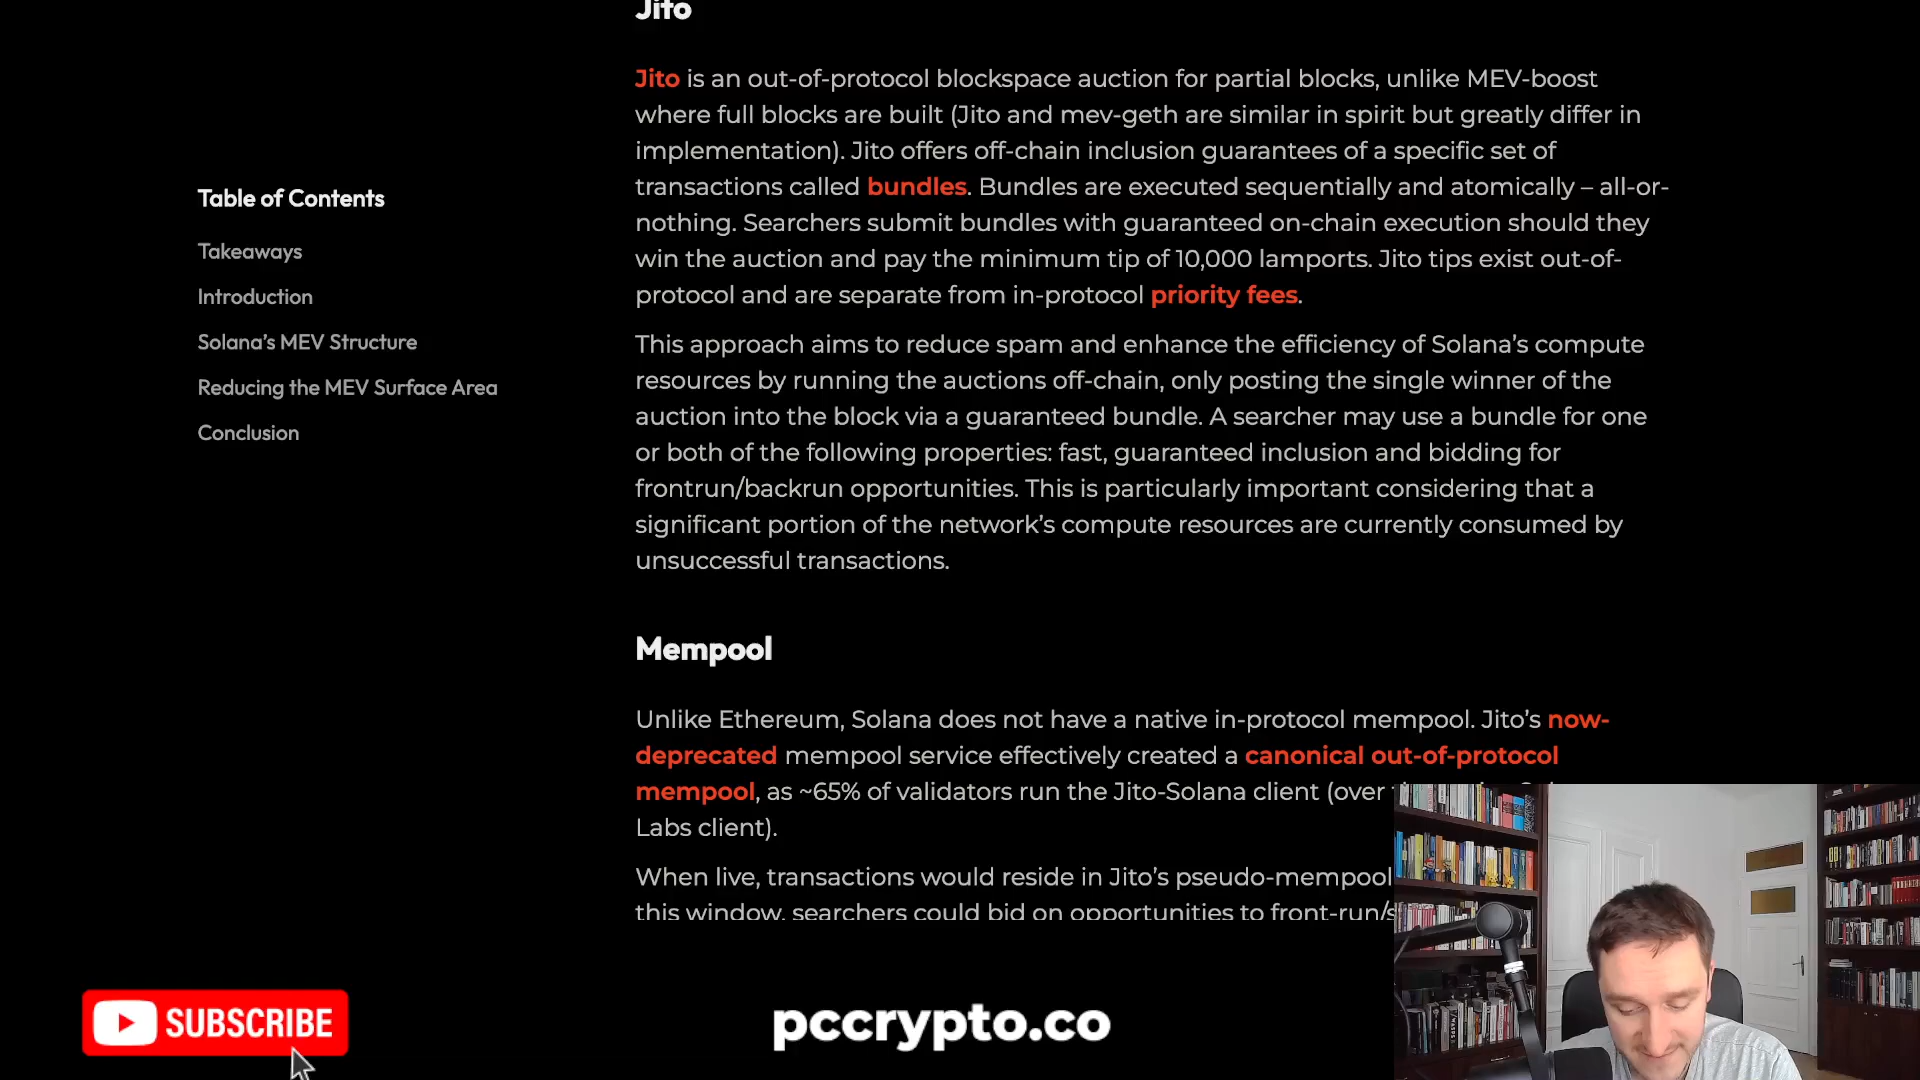 Jito
Jito is an out-of-protocol blockspace auction for partial blocks, unlike MEV-boost
where full blocks are built (Jito and mev-geth are similar in spirit but greatly differ in
implementation). Jito offers off-chain inclusion guarantees of a specific set of
transactions called bundles. Bundles are executed sequentially and atomically – all-or-
nothing. Searchers submit bundles with guaranteed on-chain execution should they
win the auction and pay the minimum tip of 10,000 lamports. Jito tips exist out-of-
protocol and are separate from in-protocol priority fees.
Table of Contents
Takeaways
Introduction
Solana’s MEV Structure
Reducing the MEV Surface Area
Conclusion
This approach aims to reduce spam and enhance the efficiency of Solana’s compute
resources by running the auctions off-chain, only posting the single winner of the
auction into the block via a guaranteed bundle. A searcher may use a bundle for one
or both of the following properties: fast, guaranteed inclusion and bidding for
frontrun/backrun opportunities. This is particularly important considering that a
significant portion of the network’s compute resources are currently consumed by
unsuccessful transactions.
Mempool
Unlike Ethereum, Solana does not have a native in-protocol mempool. Jito’s now-
deprecated mempool service effectively created a canonical out-of-protocol
mempool, as ~65% of validators run the Jito-Solana client (over
Labs client).
When live, transactions would reside in Jito’s pseudo-mempool
this window, searchers could bid on opportunities to front-run/s
SUBSCRIBE
pccrypto.co